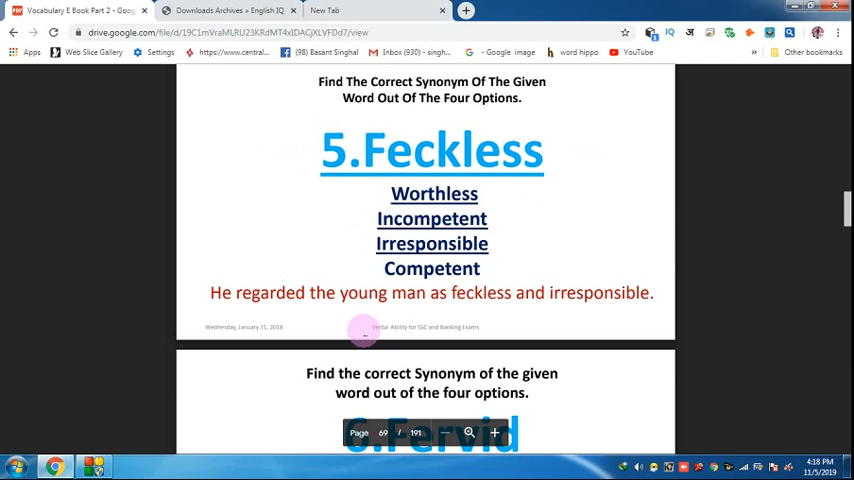 Vocabulary E Book Part 2 - Goog
Downloads Archives » English IQ
New Tab
drive.google.com/file/d/19C1mVraMLRU23KRdMT4xIDACjXLVFDd7/view
Apps
Web Slice Gallery
Settings
https://www.central...
(98) Basant Singhal
Inbox (930) - singh...
- Google image
word hippo
YouTube
Other bookmarks
Find The Correct Synonym Of The Given
Word Out Of The Four Options.
5.Feckless
Worthless
Incompetent
Irresponsible
Competent
He regarded the young man as feckless and irresponsible.
Wednesday, January 31, 2018
Verbal Ability for SSC and Banking Exams
Find the correct Synonym of the given
word out of the four options.
6.Fervid
Page 69 / 191
4:18 PM
11/5/2019